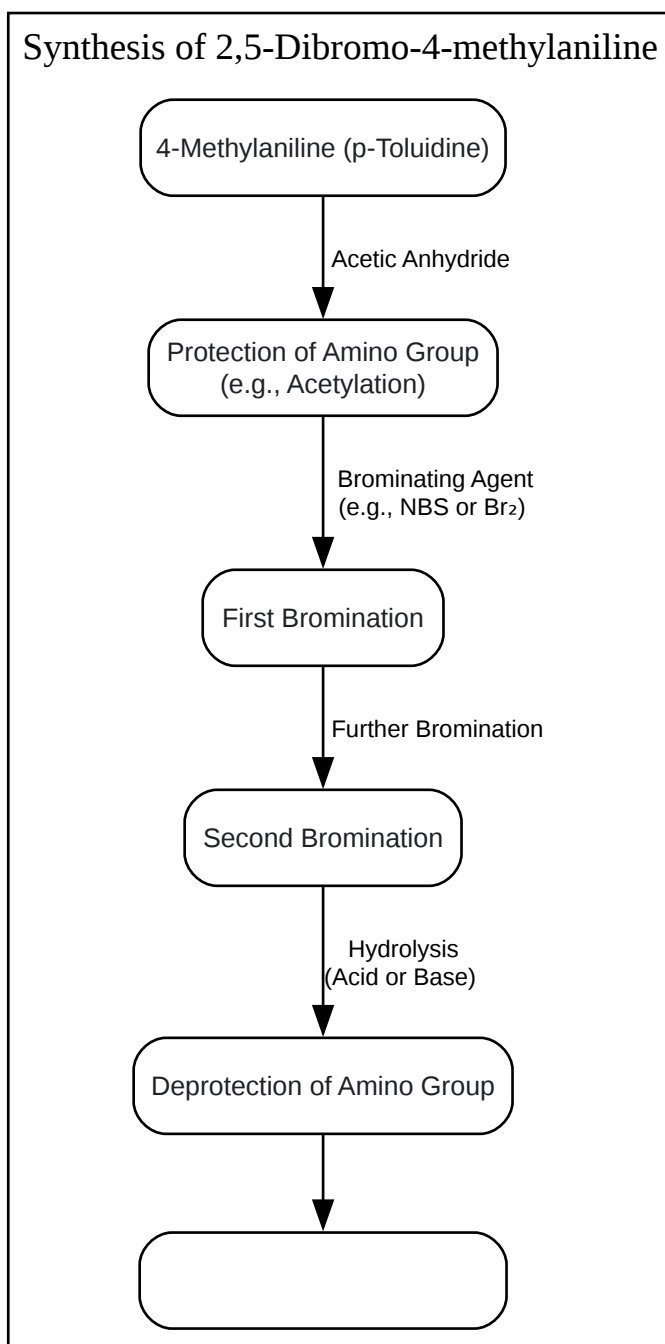 Synthesis of 2,5-Dibromo-4-methylaniline
4-Methylaniline (p-Toluidine)
Acetic Anhydride
Protection of Amino Group
(e.g., Acetylation)
Brominating Agent
(e.g., NBS or Br₂)
First Bromination
Further Bromination
Second Bromination
Hydrolysis
(Acid or Base)
Deprotection of Amino Group